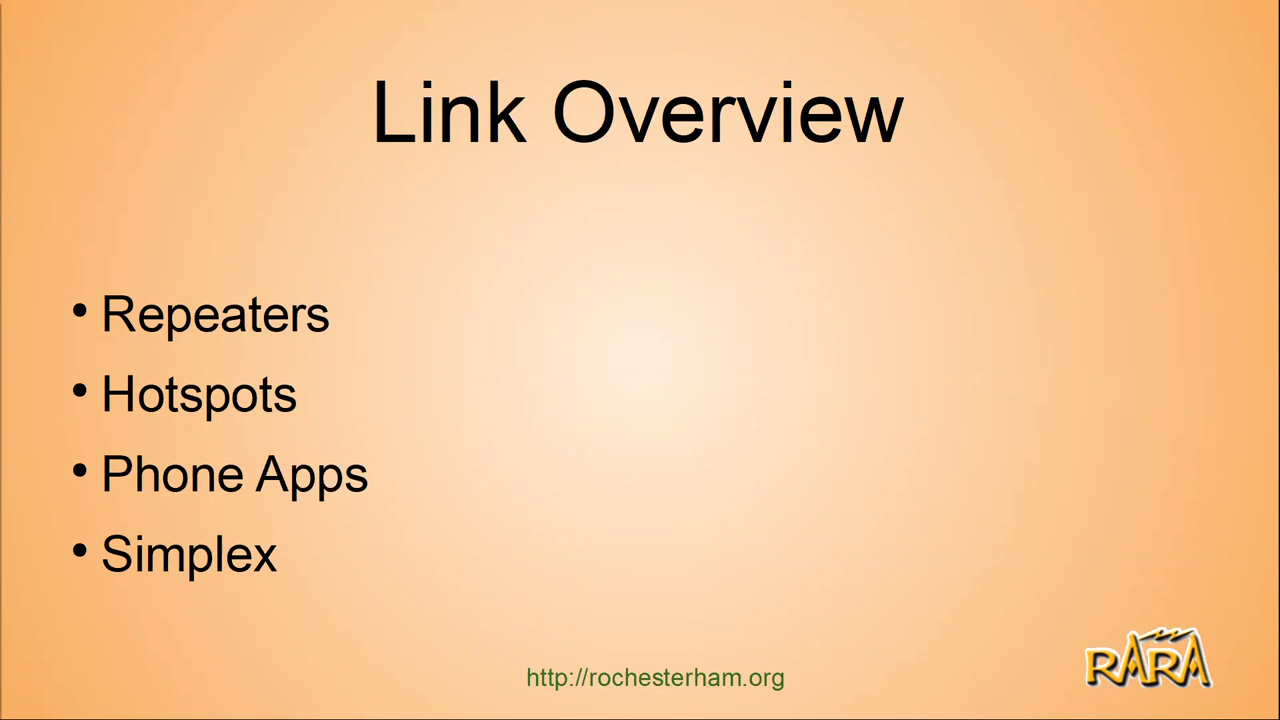 Link Overview
• Repeaters
• Hotspots
• Phone Apps
• Simplex
http://rochesterham.org
RARA